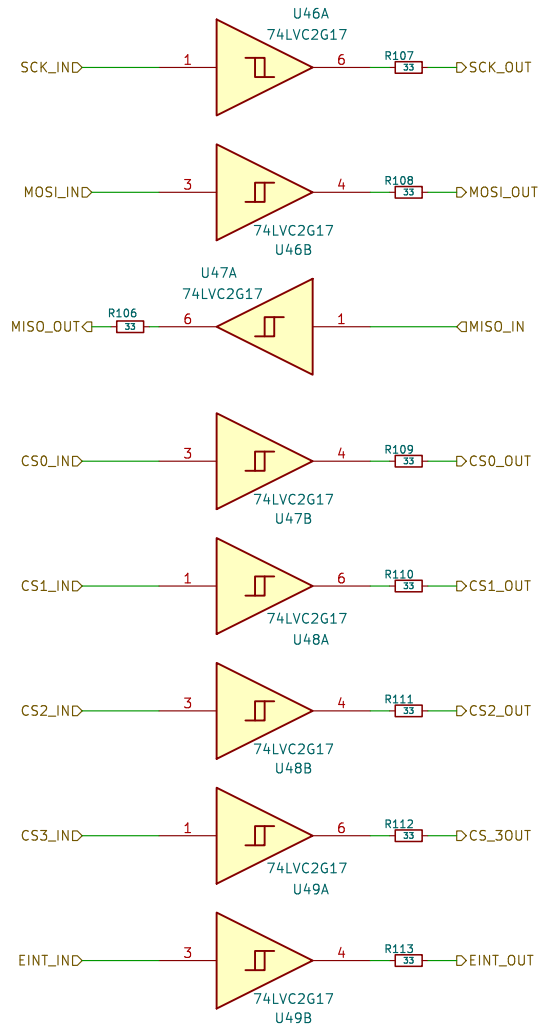 U46A
74LVC2G17
SCK_IN
1
6
R107
33
SCK_OUT
MOSI_IN
3
4
R108
33
MOSI_OUT
74LVC2G17
U46B
U47A
74LVC2G17
MISO_OUT
R106
33
6
1
MISO_IN
CS0_IN
3
4
R109
33
CS0_OUT
74LVC2G17
U47B
CS1_IN
1
6
R110
33
CS1_OUT
74LVC2G17
U48A
CS2_IN
3
4
R111
33
CS2_OUT
74LVC2G17
U48B
CS3_IN
1
6
R112
33
CS_3OUT
74LVC2G17
U49A
EINT_IN
3
4
R113
33
EINT_OUT
74LVC2G17
U49B